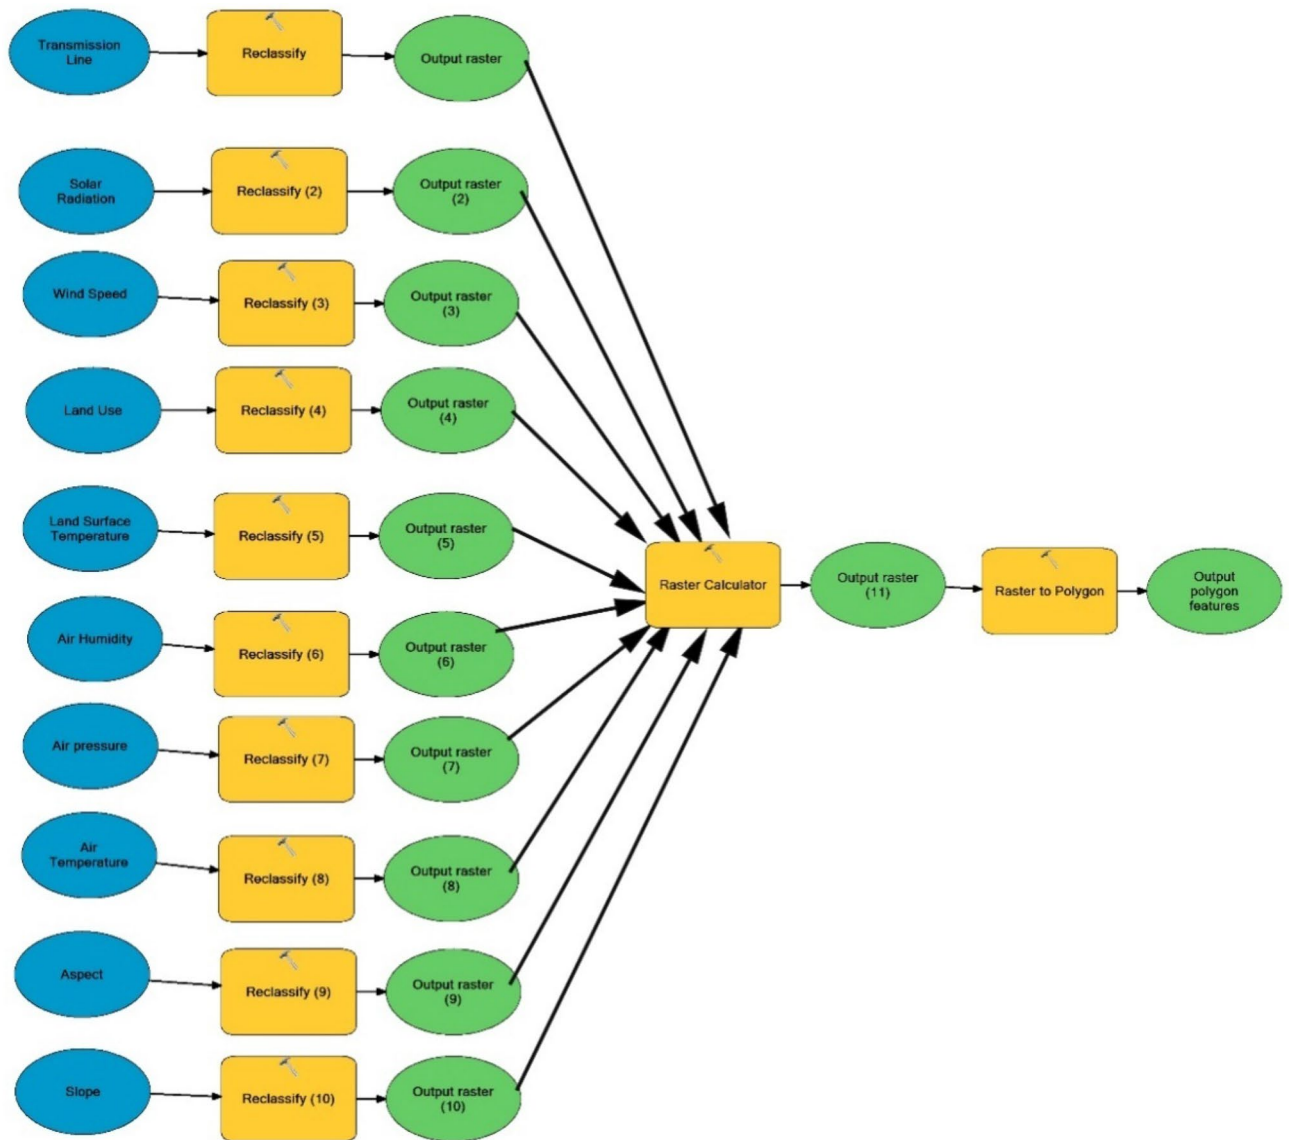 Transmission
Line
Reclassify
Output raster
Solar
Radiation
Reclassify (2)
Output raster
(2)
Wind Speed
Reclassify (3)
Output raster
(3)
Land Use
Reclassify (4)
Output raster
(4)
Land Surface
Temperature
Reclassify (5)
Output raster
(5)
Air Humidity
Reclassify (6)
Output raster
(6)
Air pressure
Reclassify (7)
Output raster
(7)
Air
Temperature
Reclassify (8)
Output raster
(8)
Aspect
Reclassify (9)
Output raster
(9)
Slope
Reclassify (10)
Output raster
(10)
Raster Calculator
Output raster
(11)
Raster to Polygon
Output
polygon
features